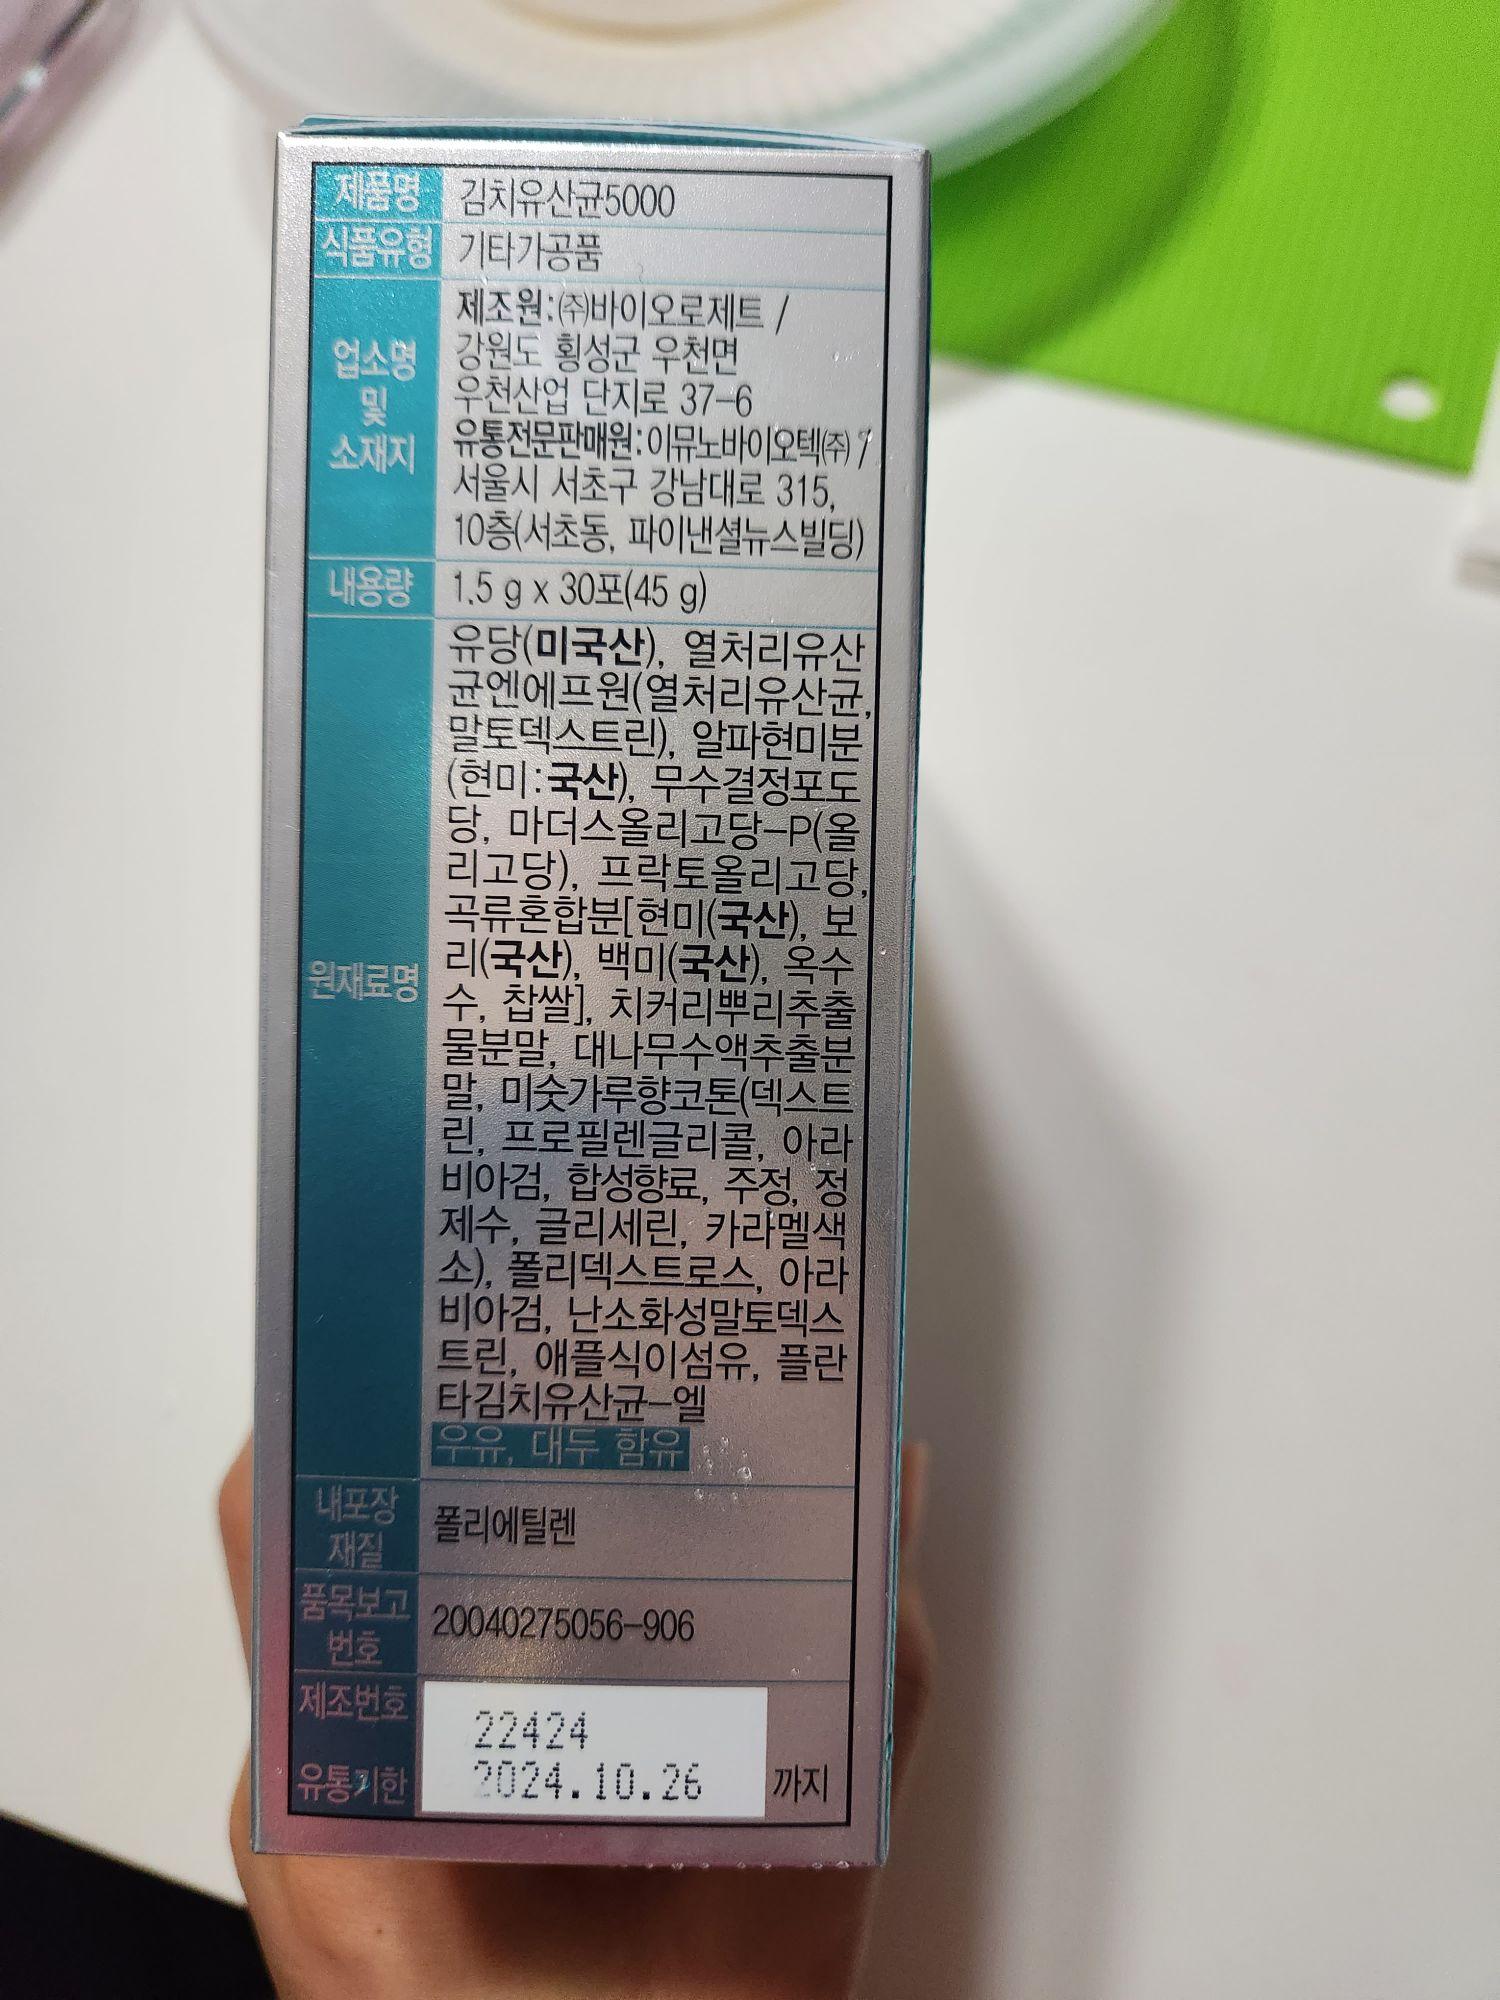 제품명 김치유산균5000
식품유형 기타가공품
업소명
및
소재지
제조원:㈜바이오로제트 /
강원도 횡성군 우천면
우천산업 단지로 37-6
유통전문판매원:이뮤노바이오텍㈜ /
서울시 서초구 강남대로 315,
10층(서초동, 파이낸셜뉴스빌딩)
내용량 1.5 g x 30포(45 g)
원재료명
유당(미국산), 열처리유산
균엔에프원(열처리유산균,
말토덱스트린), 알파현미분
(현미:국산), 무수결정포도
당, 마더스올리고당-P(올
리고당), 프락토올리고당,
곡류혼합분[현미(국산), 보
리(국산), 백미(국산), 옥수
수, 찹쌀], 치커리뿌리추출
물분말, 대나무수액추출분
말, 미숫가루향코톤(덱스트
린, 프로필렌글리콜, 아라
비아검, 합성향료, 주정, 정
제수, 글리세린, 카라멜색
소), 폴리덱스트로스, 아라
비아검, 난소화성말토덱스
트린, 애플식이섬유, 플란
타김치유산균-엘
우유, 대두 함유
내포장
재질
폴리에틸렌
품목보고
번호
20040275056-906
제조번호 22424
유통기한 2024.10.26 까지